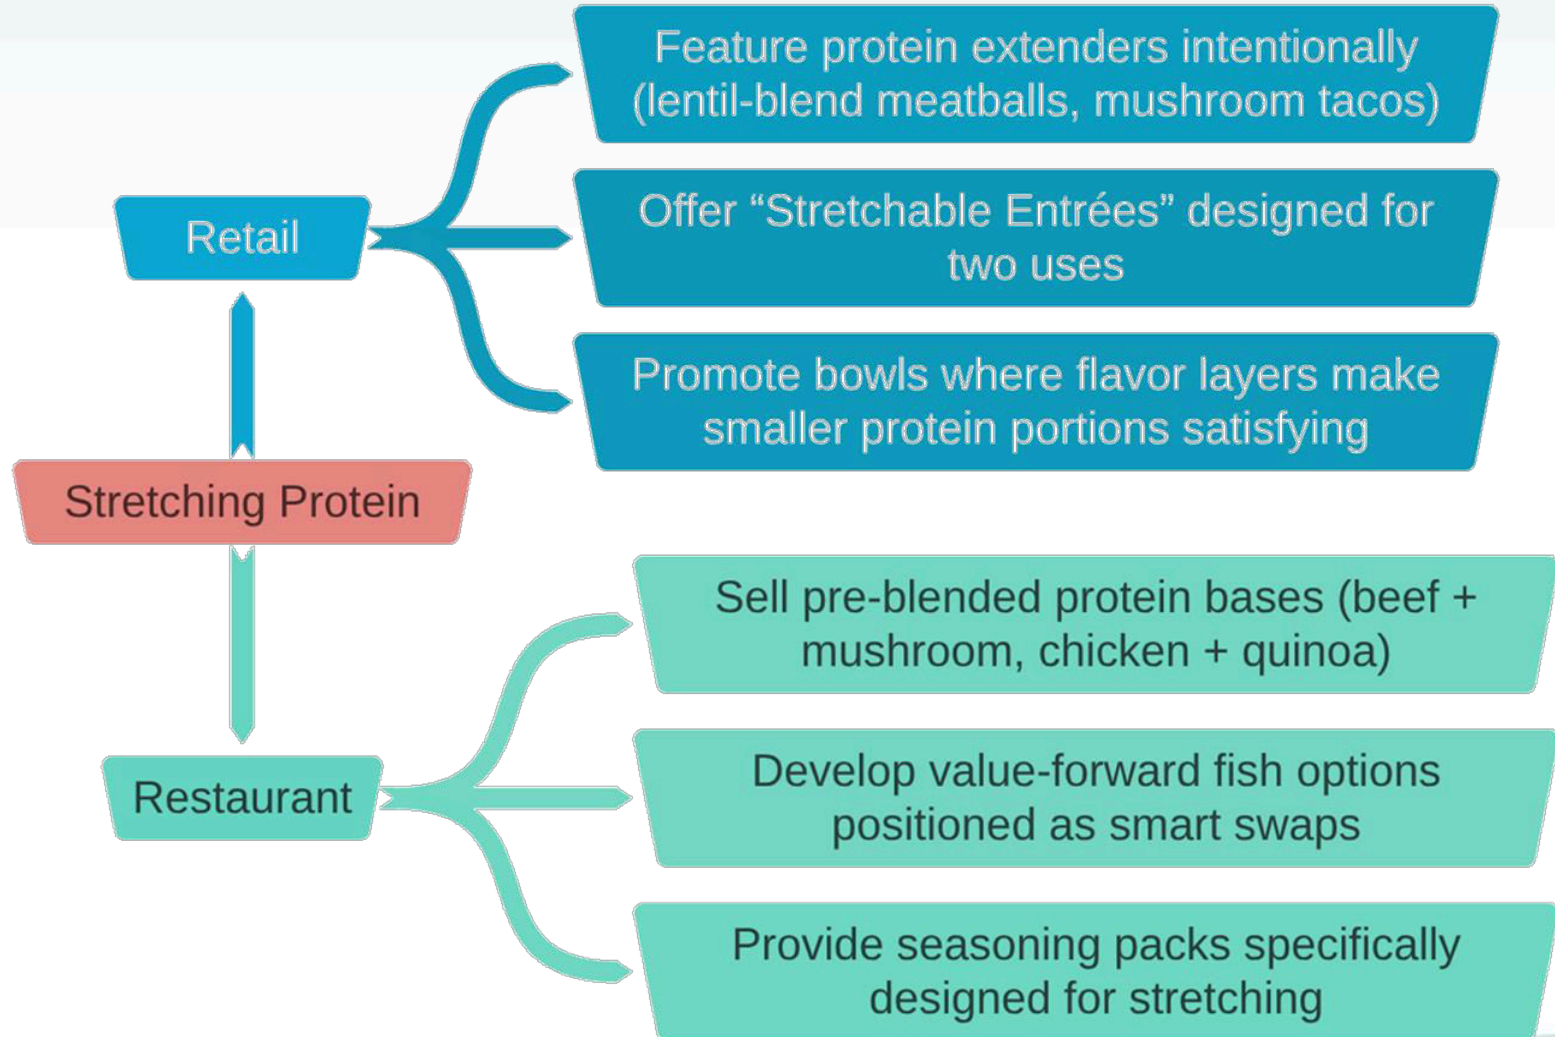 Feature protein extenders intentionally
(lentil-blend meatballs, mushroom tacos)
Retail
Offer “Stretchable Entrées” designed for
two uses
Promote bowls where flavor layers make
smaller protein portions satisfying
Stretching Protein
Sell pre-blended protein bases (beef +
mushroom, chicken + quinoa)
Restaurant
Develop value-forward fish options
positioned as smart swaps
Provide seasoning packs specifically
designed for stretching